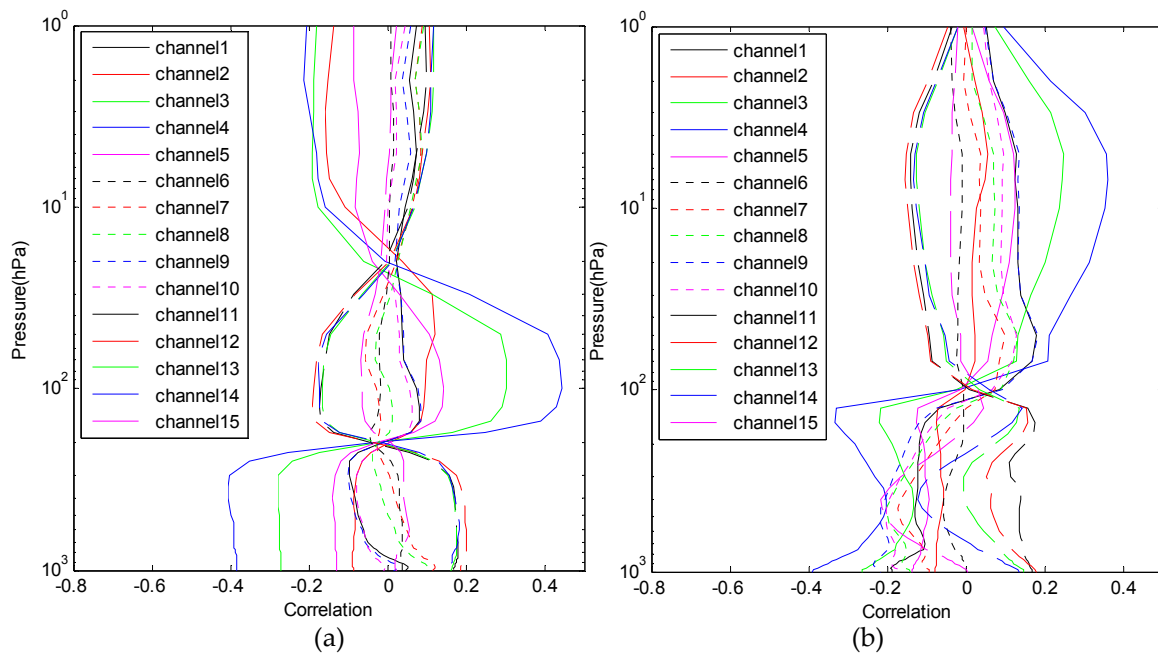 10^0
10^1
10^2
10^3
Pressure(hPa)
channel1
channel2
channel3
channel4
channel5
channel6
channel7
channel8
channel9
channel10
channel11
channel12
channel13
channel14
channel15
-0.8 -0.6 -0.4 -0.2 0 0.2 0.4
Correlation
(a)
10^0
10^1
10^2
10^3
Pressure(hPa)
channel1
channel2
channel3
channel4
channel5
channel6
channel7
channel8
channel9
channel10
channel11
channel12
channel13
channel14
channel15
-0.8 -0.6 -0.4 -0.2 0 0.2 0.4
Correlation
(b)